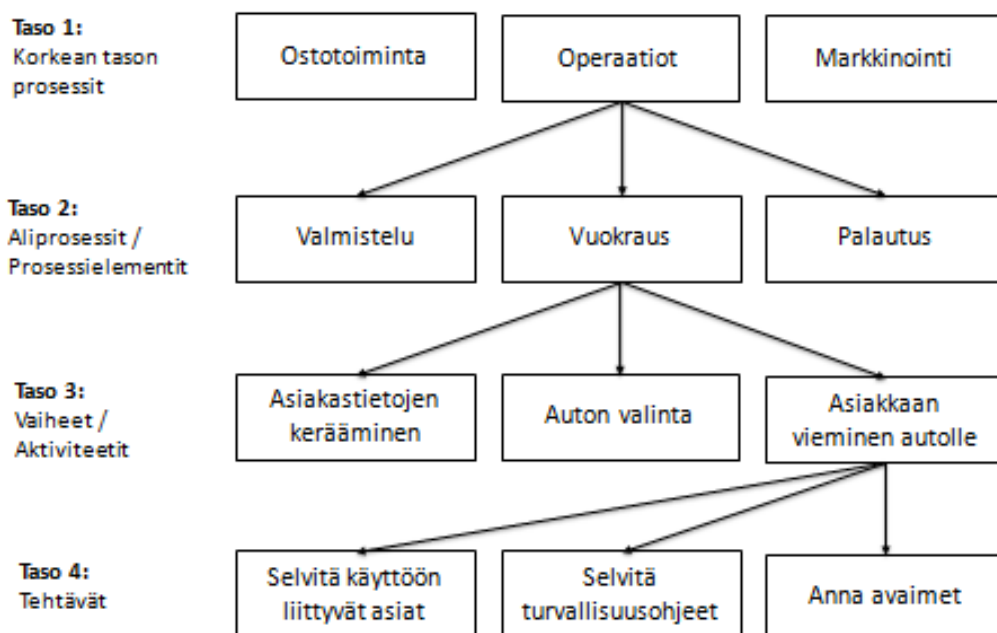 Taso 1:
Korkean tason
prosessit
Ostotoiminta
Operaatiot
Markkinointi
Taso 2:
Aliprosessit /
Prosessielementit
Valmistelu
Vuokraus
Palautus
Taso 3:
Vaiheet /
Aktiviteetit
Asiakastietojen
kerääminen
Auton valinta
Asiakkaan
vieminen autolle
Taso 4:
Tehtävät
Selvitä käyttöön
liittyvät asiat
Selvitä
turvallisuusohjeet
Anna avaimet